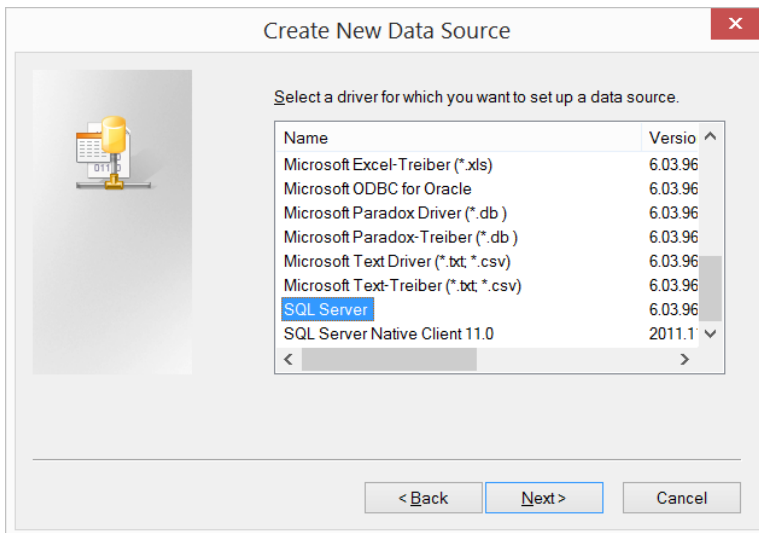 Create New Data Source
Select a driver for which you want to set up a data source.
Name Versio
Microsoft Excel-Treiber (*.xls) 6.03.96
Microsoft ODBC for Oracle 6.03.96
Microsoft Paradox Driver (*.db ) 6.03.96
Microsoft Paradox-Treiber (*.db ) 6.03.96
Microsoft Text Driver (*.txt; *.csv) 6.03.96
Microsoft Text-Treiber (*.txt; *.csv) 6.03.96
SQL Server 6.03.96
SQL Server Native Client 11.0 2011.1
< Back Next > Cancel